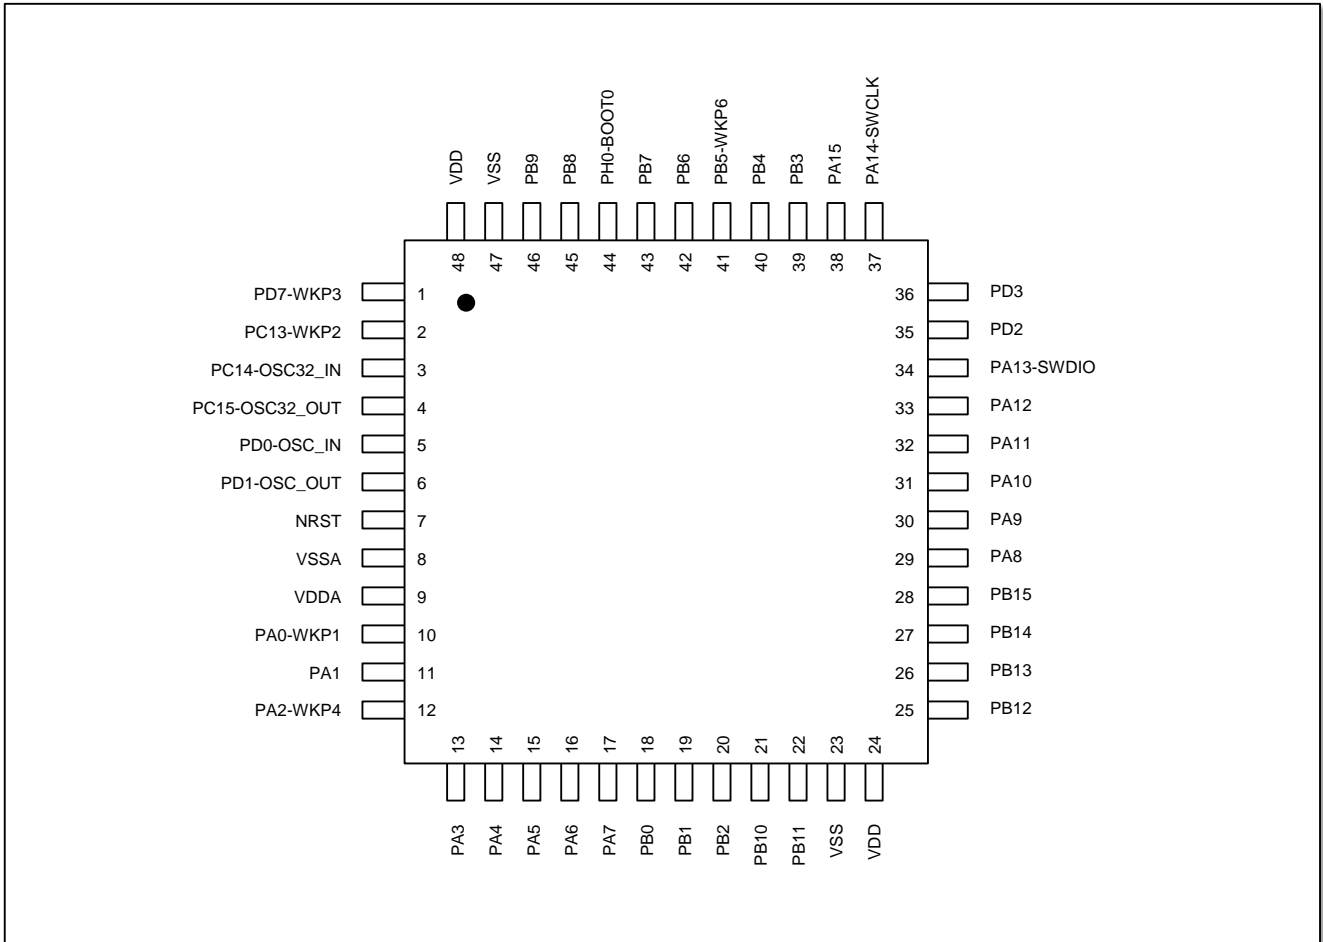 VDD VSS PB9 PB8 PH0-BOOT0 PB7 PB6 PB5-WKP6 PB4 PB3 PA15 PA14-SWCLK
48 47 46 45 44 43 42 41 40 39 38 37
PD7-WKP3 1 36 PD3
PC13-WKP2 2 35 PD2
PC14-OSC32_IN 3 34 PA13-SWDIO
PC15-OSC32_OUT 4 33 PA12
PD0-OSC_IN 5 32 PA11
PD1-OSC_OUT 6 31 PA10
NRST 7 30 PA9
VSSA 8 29 PA8
VDDA 9 28 PB15
PA0-WKP1 10 27 PB14
PA1 11 26 PB13
PA2-WKP4 12 25 PB12
13 14 15 16 17 18 19 20 21 22 23 24
PA3 PA4 PA5 PA6 PA7 PB0 PB1 PB2 PB10 PB11 VSS VDD